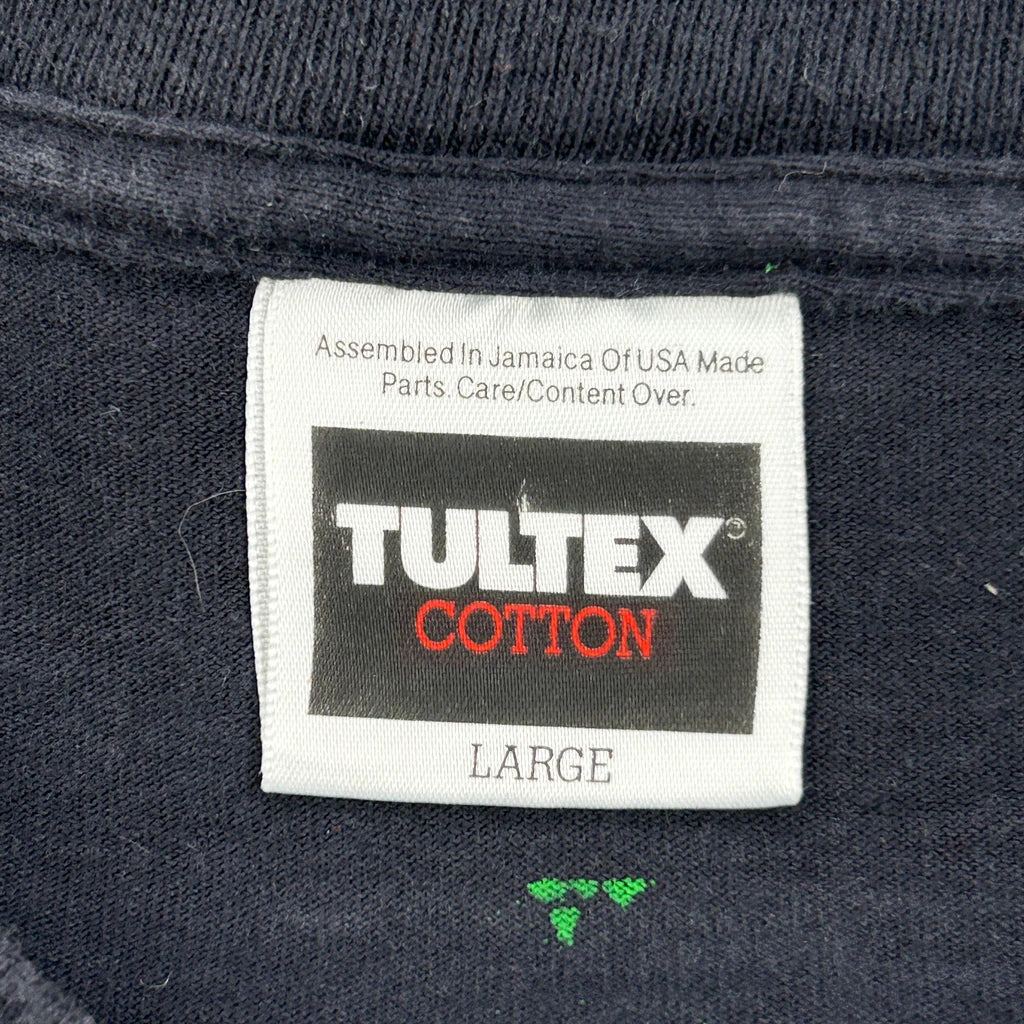 Assembled In Jamaica Of USA Made
Parts. Care/Content Over.
TULTEX®
COTTON
LARGE